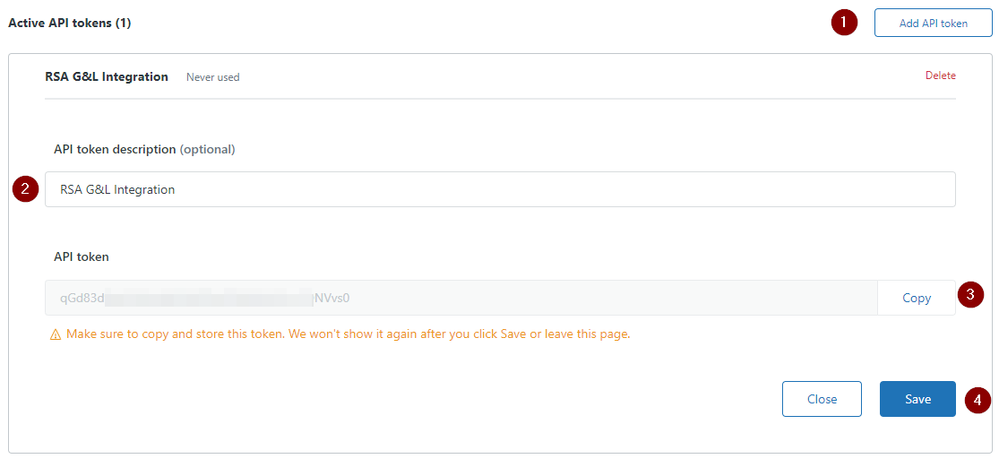 Active API tokens (1)
1
Add API token
RSA G&L Integration
Never used
Delete
API token description (optional)
2
RSA G&L Integration
API token
qGd83d
NVvs0
Copy
3
Make sure to copy and store this token. We won't show it again after you click Save or leave this page.
Close
Save
4